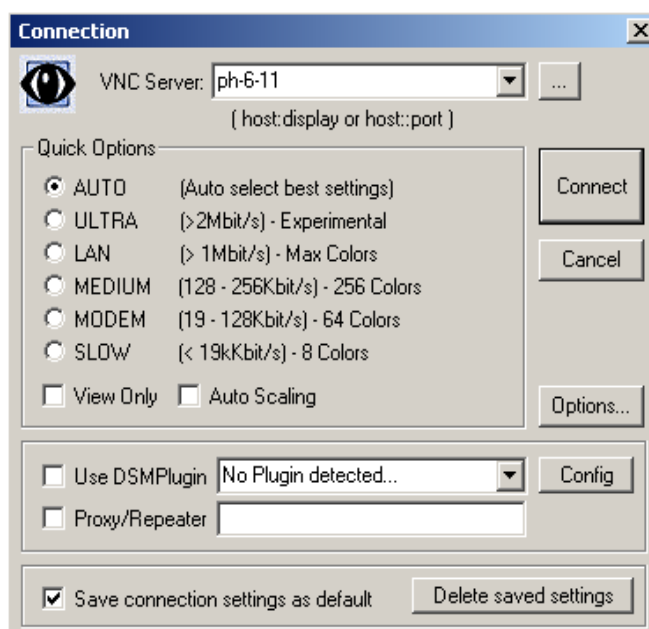 Connection
VNC Server: ph-6-11 ...
( host:display or host::port )
Quick Options
AUTO (Auto select best settings)
ULTRA (>2Mbit/s) - Experimental
LAN (> 1Mbit/s) - Max Colors
MEDIUM (128 - 256Kbit/s) - 256 Colors
MODEM (19 - 128Kbit/s) - 64 Colors
SLOW (< 19kKbit/s) - 8 Colors
View Only Auto Scaling
Connect
Cancel
Options...
Use DSMPlugin No Plugin detected... Config
Proxy/Repeater
Save connection settings as default Delete saved settings